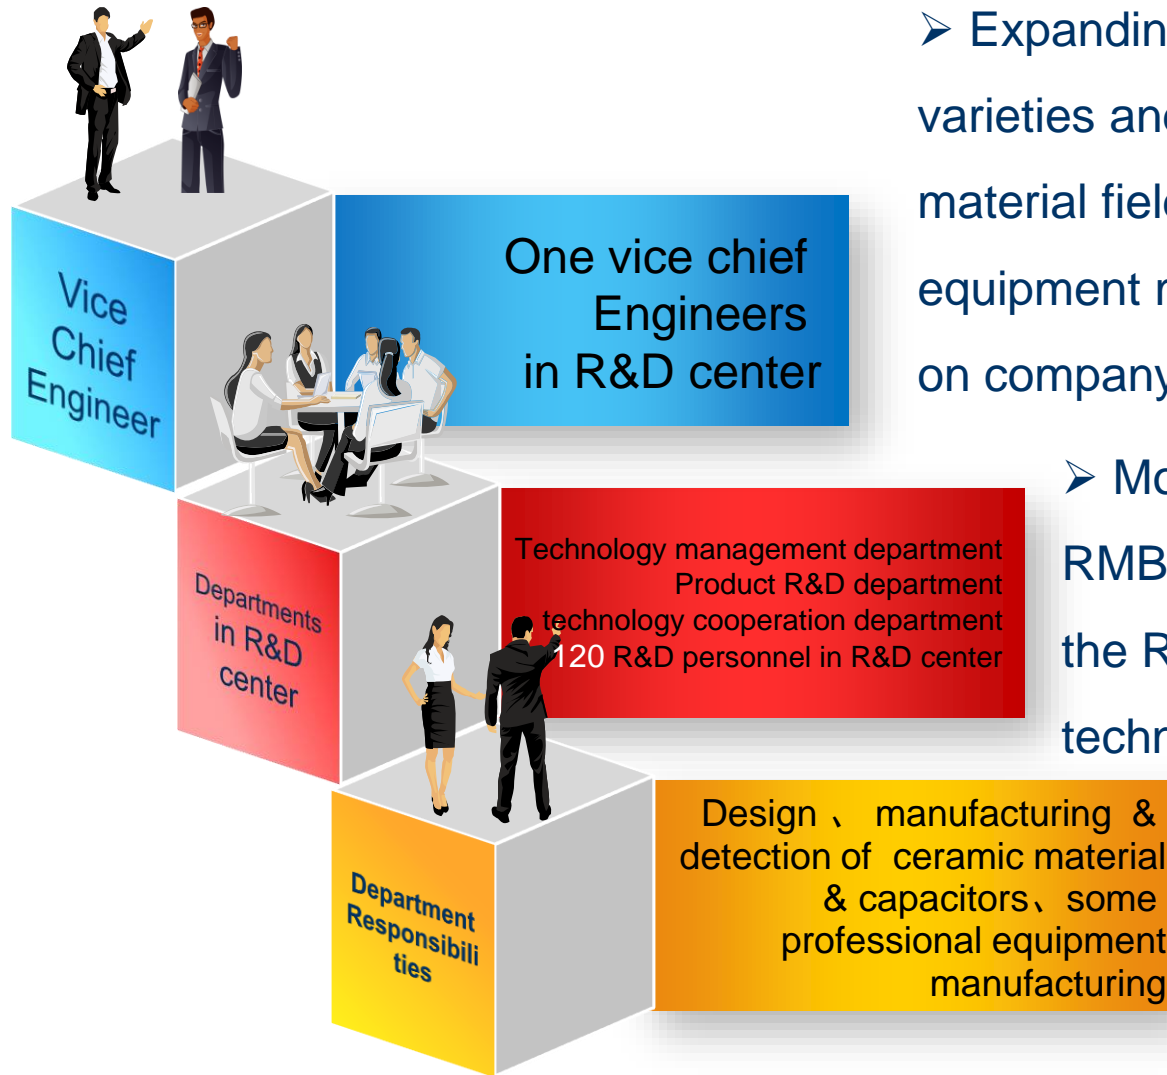 Vice
Chief
Engineer
One vice chief
Engineers
in R&D center
Departments
in R&D
center
Technology management department
Product R&D department
technology cooperation department
120 R&D personnel in R&D center
Department
Responsibili
ties
Design 、 manufacturing &
detection of ceramic material
& capacitors、some
professional equipment
manufacturing
➢ Expandin
varieties an
material fiel
equipment
on company
➢ Mo
RMB
the R
techn